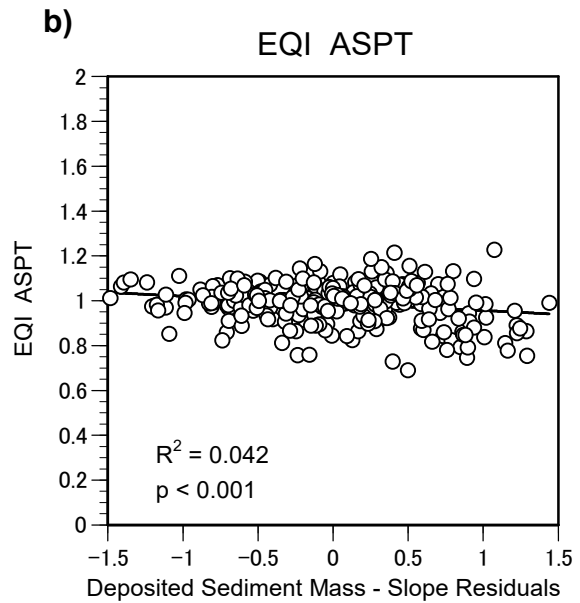 b)
EQI ASPT
2
1.8
1.6
1.4
1.2
1
0.8
0.6
0.4
0.2
0
EQI ASPT
R² = 0.042
p < 0.001
−1.5 −1 −0.5 0 0.5 1 1.5
Deposited Sediment Mass - Slope Residuals